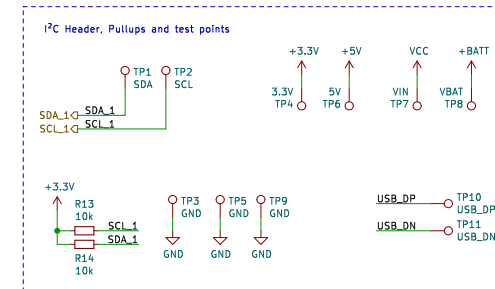 I²C Header, Pullups and test points
+3.3V
+5V
VCC
+BATT
TP1
SDA
TP2
SCL
3.3V
TP4
5V
TP6
VIN
TP7
VBAT
TP8
SDA_1
SDA_1
SCL_1
SCL_1
+3.3V
R13
10k
SCL_1
SDA_1
R14
10k
TP3
GND
TP5
GND
TP9
GND
GND
GND
GND
USB_DP
TP10
USB_DP
USB_DN
TP11
USB_DN